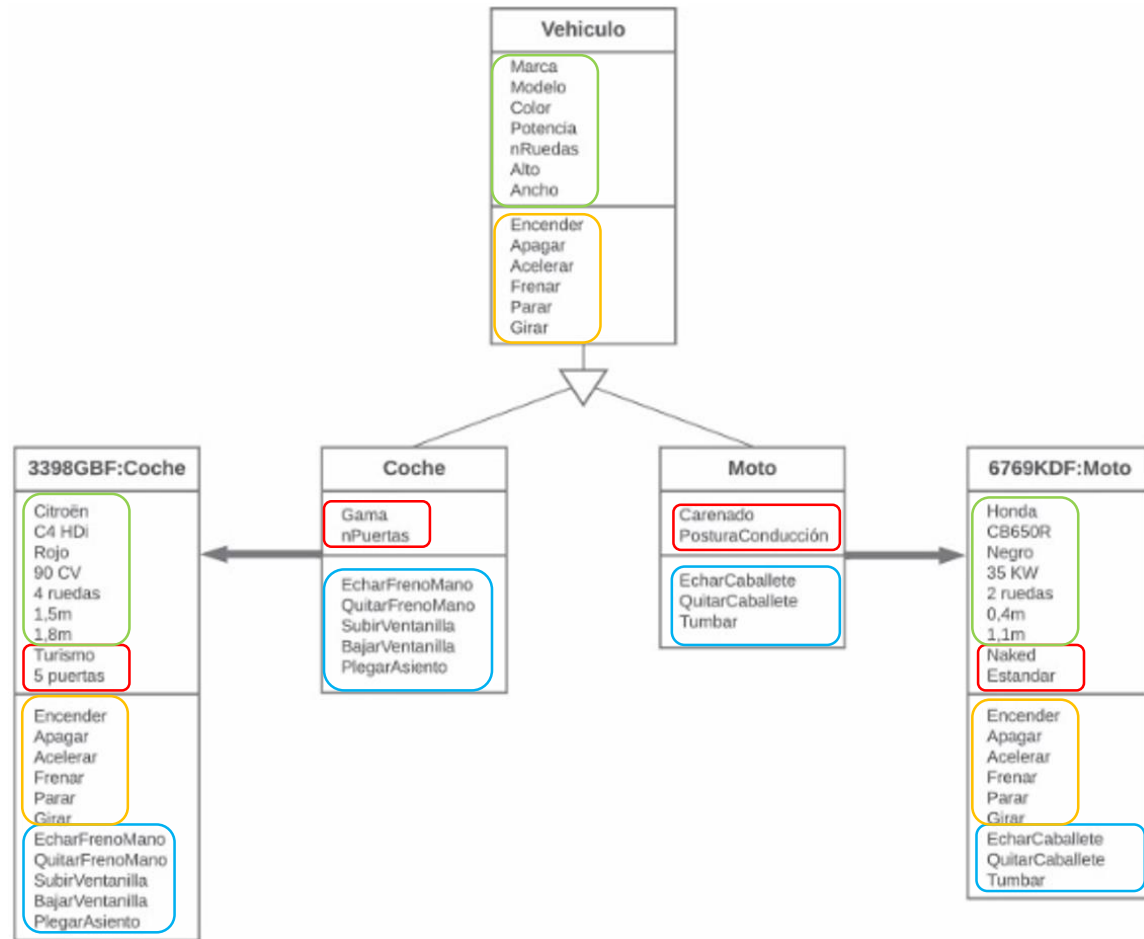 Vehiculo
Marca
Modelo
Color
Potencia
nRuedas
Alto
Ancho
Encender
Apagar
Acelerar
Frenar
Parar
Girar
3398GBF:Coche
Citroën
C4 HDi
Rojo
90 CV
4 ruedas
1,5m
1,8m
Turismo
5 puertas
Encender
Apagar
Acelerar
Frenar
Parar
Girar
EcharFrenoMano
QuitarFrenoMano
SubirVentanilla
BajarVentanilla
PlegarAsiento
Coche
Gama
nPuertas
EcharFrenoMano
QuitarFrenoMano
SubirVentanilla
BajarVentanilla
PlegarAsiento
Moto
Carenado
PosturaConducción
EcharCaballete
QuitarCaballete
Tumbar
6769KDF:Moto
Honda
CB650R
Negro
35 KW
2 ruedas
0,4m
1,1m
Naked
Estandar
Encender
Apagar
Acelerar
Frenar
Parar
Girar
EcharCaballete
QuitarCaballete
Tumbar